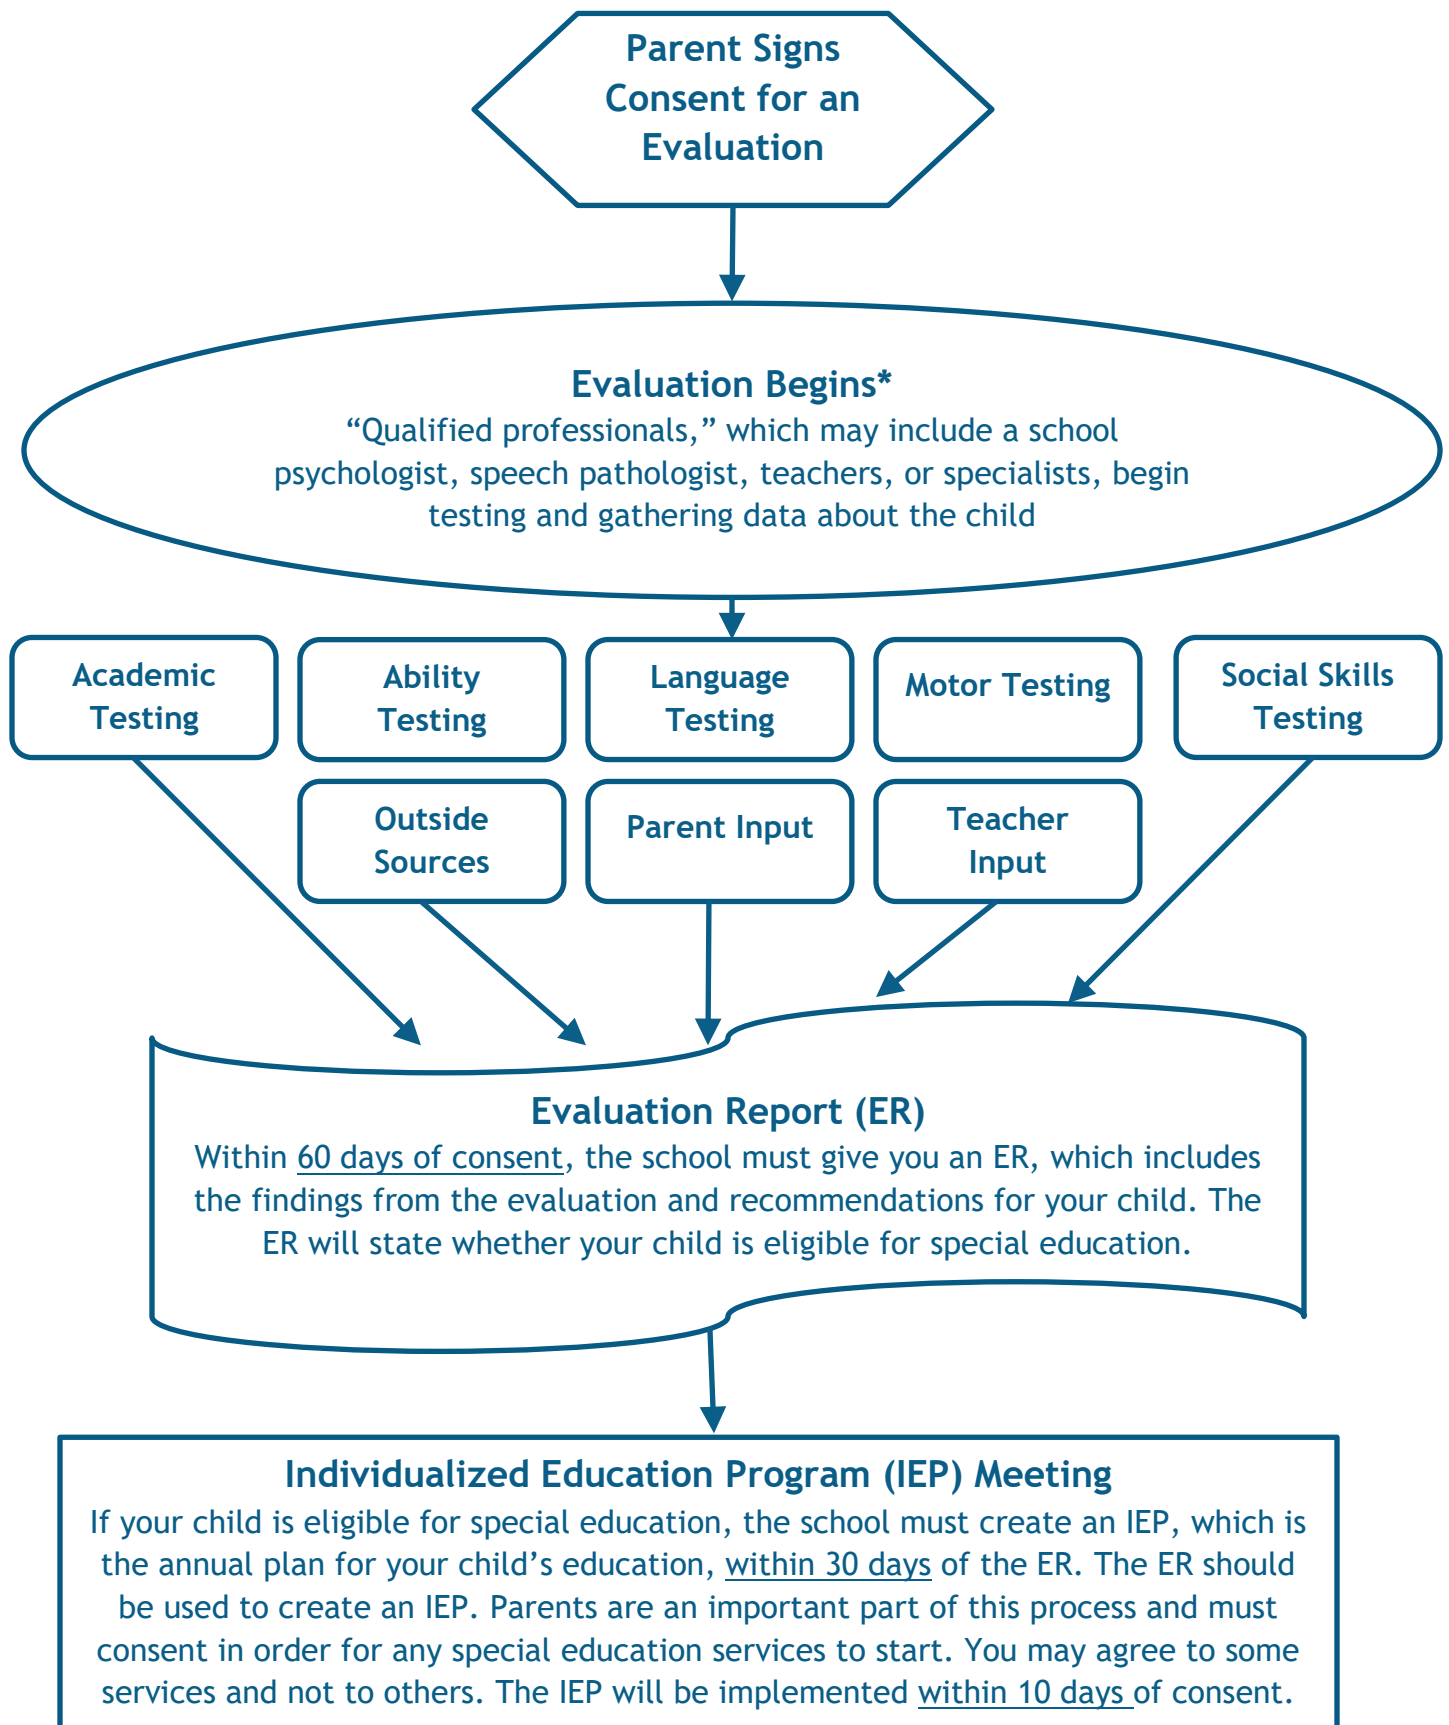 Parent Signs
Consent for an
Evaluation
Evaluation Begins*
“Qualified professionals,” which may include a school
psychologist, speech pathologist, teachers, or specialists, begin
testing and gathering data about the child
Academic
Testing
Ability
Testing
Language
Testing
Motor Testing
Social Skills
Testing
Outside
Sources
Parent Input
Teacher
Input
Evaluation Report (ER)
Within 60 days of consent, the school must give you an ER, which includes
the findings from the evaluation and recommendations for your child. The
ER will state whether your child is eligible for special education.
Individualized Education Program (IEP) Meeting
If your child is eligible for special education, the school must create an IEP, which is
the annual plan for your child’s education, within 30 days of the ER. The ER should
be used to create an IEP. Parents are an important part of this process and must
consent in order for any special education services to start. You may agree to some
services and not to others. The IEP will be implemented within 10 days of consent.